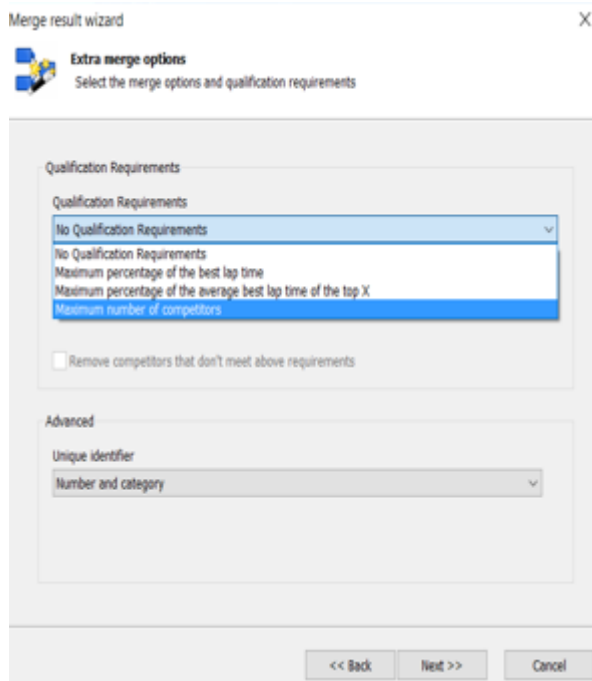 Merge result wizard
X
Extra merge options
Select the merge options and qualification requirements
Qualification Requirements
Qualification Requirements
No Qualification Requirements
No Qualification Requirements
Maximum percentage of the best lap time
Maximum percentage of the average best lap time of the top X
Maximum number of competitors
Remove competitors that don't meet above requirements
Advanced
Unique identifier
Number and category
<< Back
Next >>
Cancel